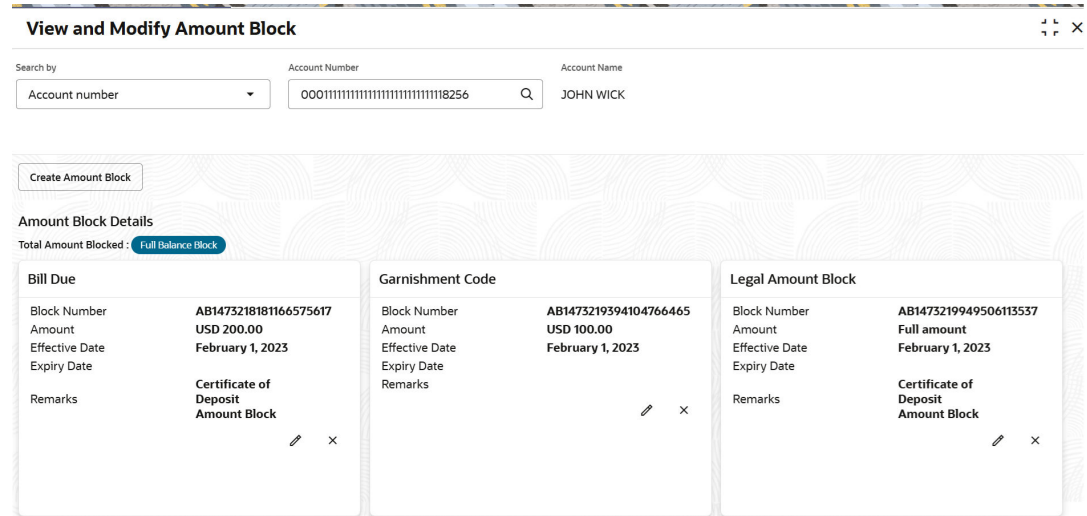 View and Modify Amount Block
Search by
Account Number
Account Name
Account number
JOHN WICK
Create Amount Block
Amount Block Details
Total Amount Blocked : Full Balance Block
Bill Due
Block Number AB1473218181166575617
Amount USD 200.00
Effective Date February 1, 2023
Expiry Date
Remarks Certificate of
Deposit
Amount Block
Garnishment Code
Block Number AB1473219394104766465
Amount USD 100.00
Effective Date February 1, 2023
Expiry Date
Remarks
Legal Amount Block
Block Number AB1473219949506113537
Amount Full amount
Effective Date February 1, 2023
Expiry Date
Remarks Certificate of
Deposit
Amount Block